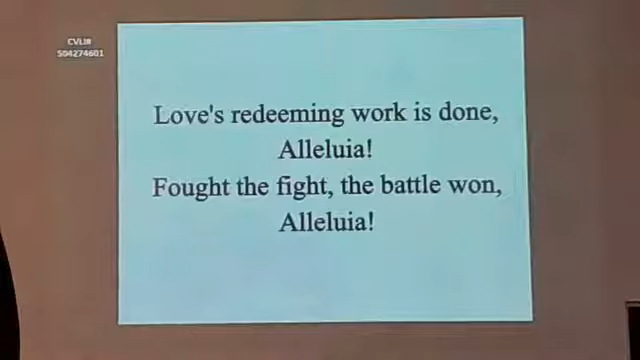 CVLI#
504274601
Love's redeeming work is done,
Alleluia!
Fought the fight, the battle won,
Alleluia!